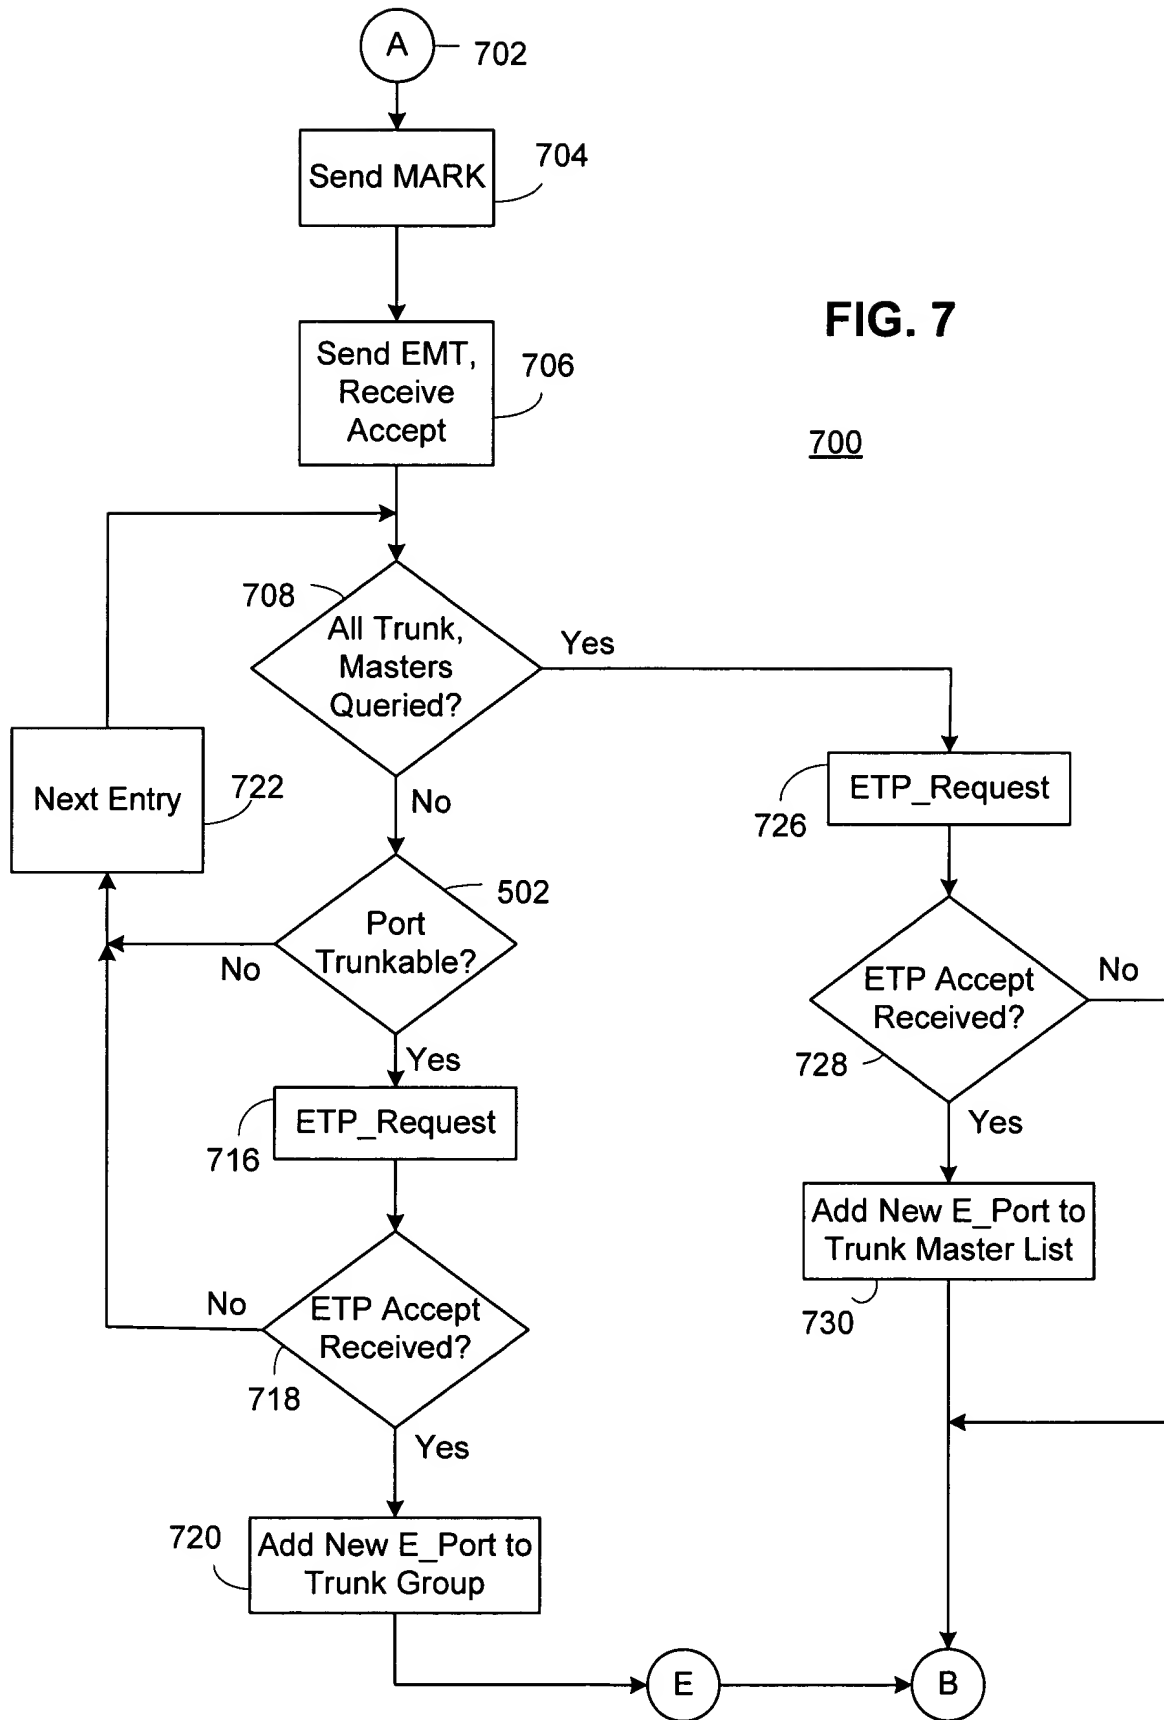 A
702
Send MARK
704
FIG. 7
Send EMT,
Receive
Accept
706
700
708
All Trunk,
Masters
Queried?
Yes
Next Entry
722
No
ETP_Request
726
502
Port
Trunkable?
No
Yes
ETP Accept
Received?
No
728
Yes
ETP_Request
716
Add New E_Port to
Trunk Master List
730
No
ETP Accept
Received?
718
Yes
720
Add New E_Port to
Trunk Group
E
B